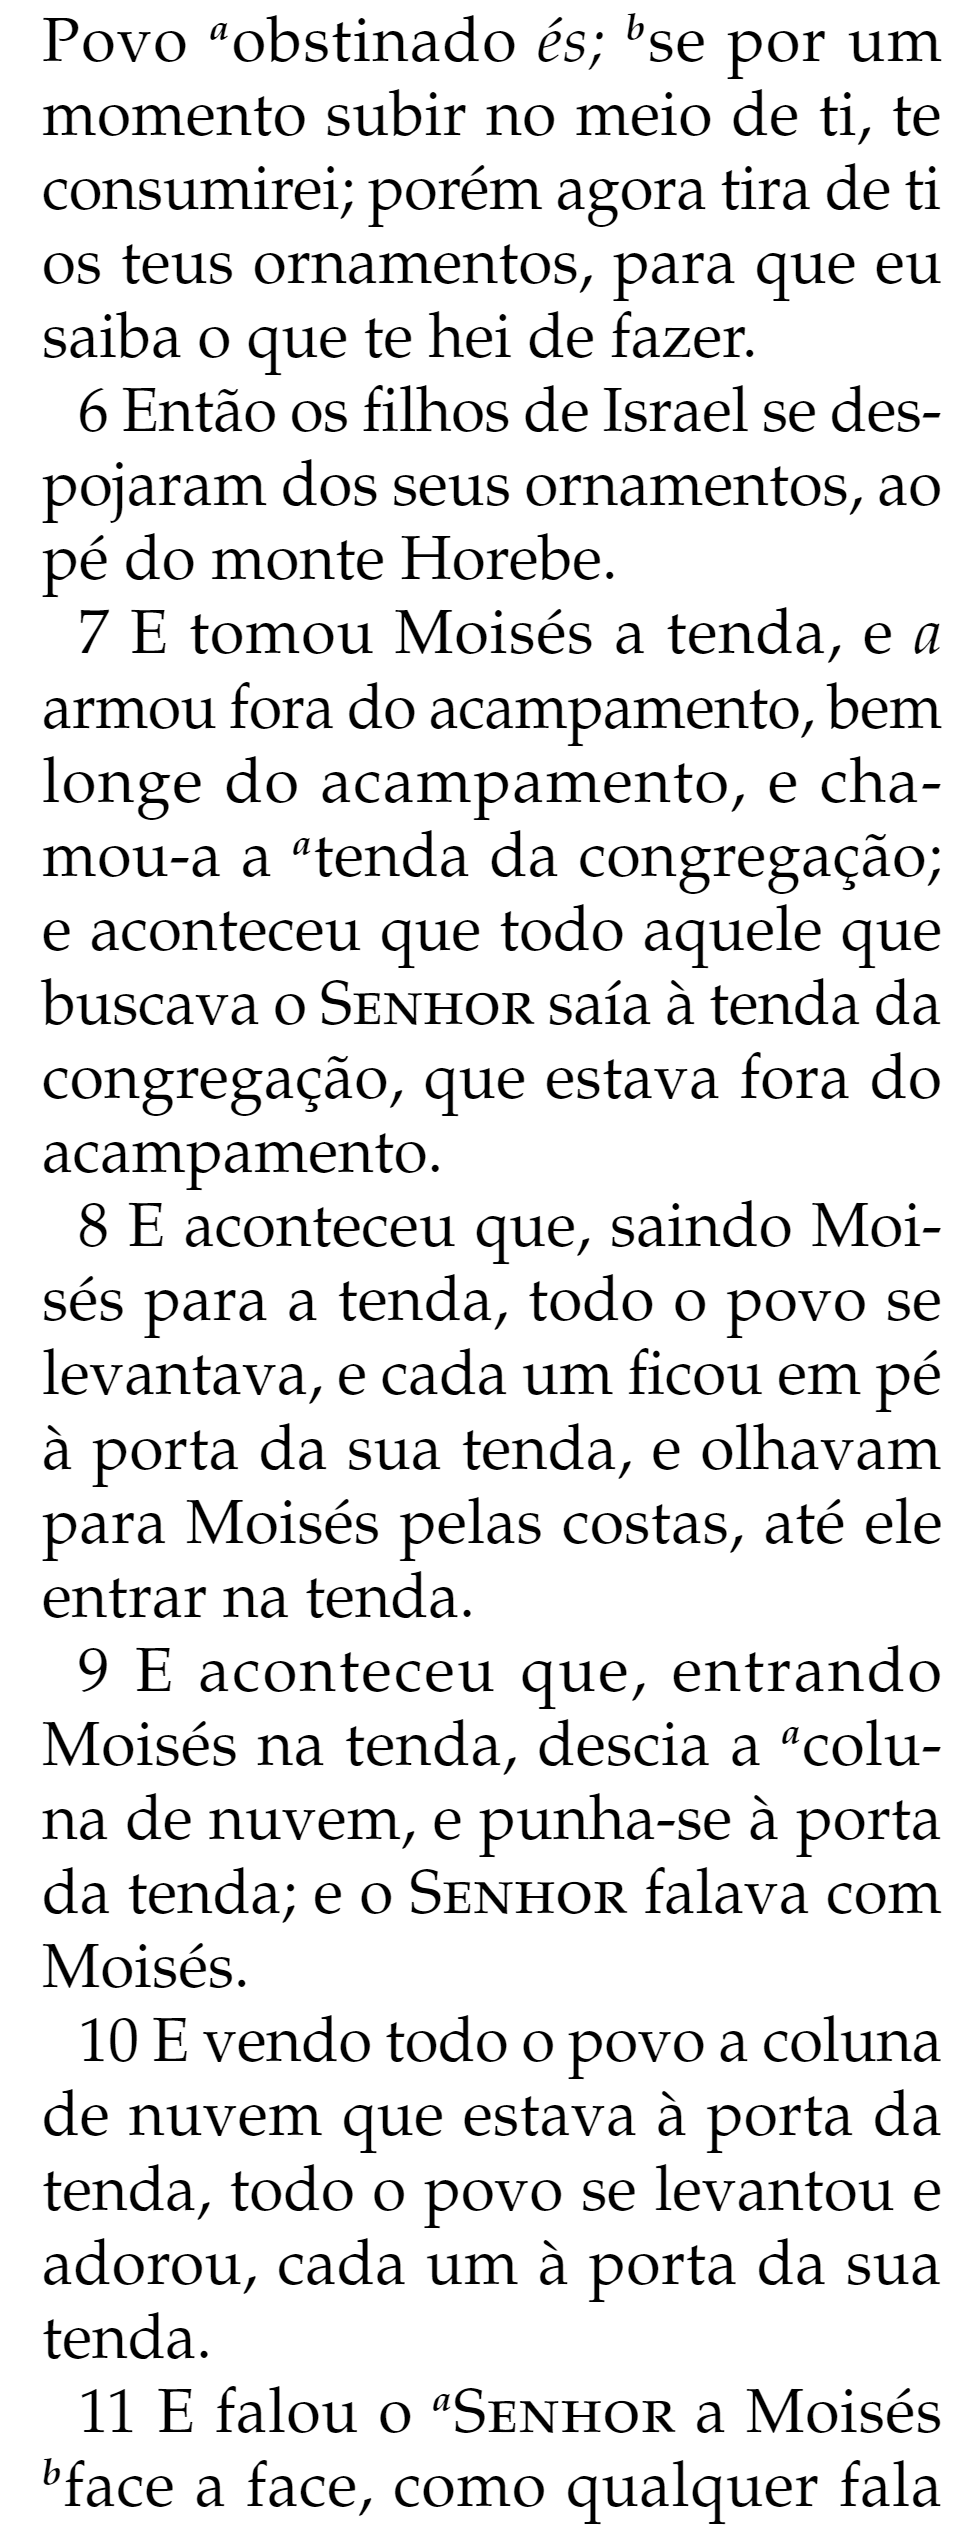 Povo ᵃobstinado és; ᵇse por um
momento subir no meio de ti, te
consumirei; porém agora tira de ti
os teus ornamentos, para que eu
saiba o que te hei de fazer.
6 Então os filhos de Israel se des-
pojaram dos seus ornamentos, ao
pé do monte Horebe.
7 E tomou Moisés a tenda, e a
armou fora do acampamento, bem
longe do acampamento, e cha-
mou-a a ᵃtenda da congregação;
e aconteceu que todo aquele que
buscava o SENHOR saía à tenda da
congregação, que estava fora do
acampamento.
8 E aconteceu que, saindo Moi-
sés para a tenda, todo o povo se
levantava, e cada um ficou em pé
à porta da sua tenda, e olhavam
para Moisés pelas costas, até ele
entrar na tenda.
9 E aconteceu que, entrando
Moisés na tenda, descia a ᵃcolu-
na de nuvem, e punha-se à porta
da tenda; e o SENHOR falava com
Moisés.
10 E vendo todo o povo a coluna
de nuvem que estava à porta da
tenda, todo o povo se levantou e
adorou, cada um à porta da sua
tenda.
11 E falou o ᵃSENHOR a Moisés
ᵇface a face, como qualquer fala